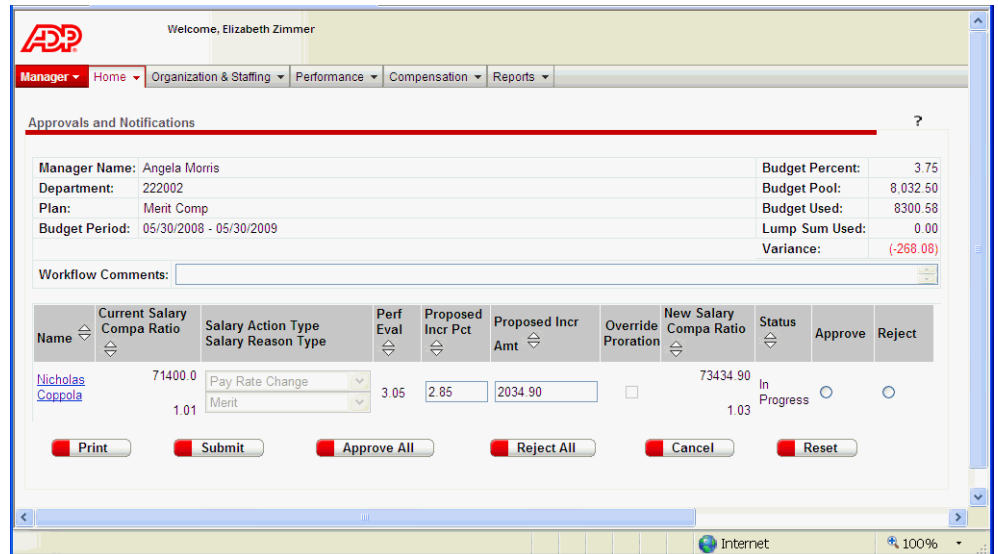 ADP
Welcome, Elizabeth Zimmer
Manager Home Organization & Staffing Performance Compensation Reports
Approvals and Notifications ?
Manager Name: Angela Morris Budget Percent: 3.75
Department: 222002 Budget Pool: 8,032.50
Plan: Merit Comp Budget Used: 8300.58
Budget Period: 05/30/2008 - 05/30/2009 Lump Sum Used: 0.00
Variance: (-268.08)
Workflow Comments:
Name Current Salary Compa Ratio Salary Action Type Salary Reason Type Perf Eval Proposed Incr Pct Proposed Incr Amt Override Proration New Salary Compa Ratio Status Approve Reject
Nicholas Coppola 71400.0 Pay Rate Change 3.05 2.85 2034.90 73434.90 In Progress
1.01 Merit 1.03
Print Submit Approve All Reject All Cancel Reset
Internet 100%